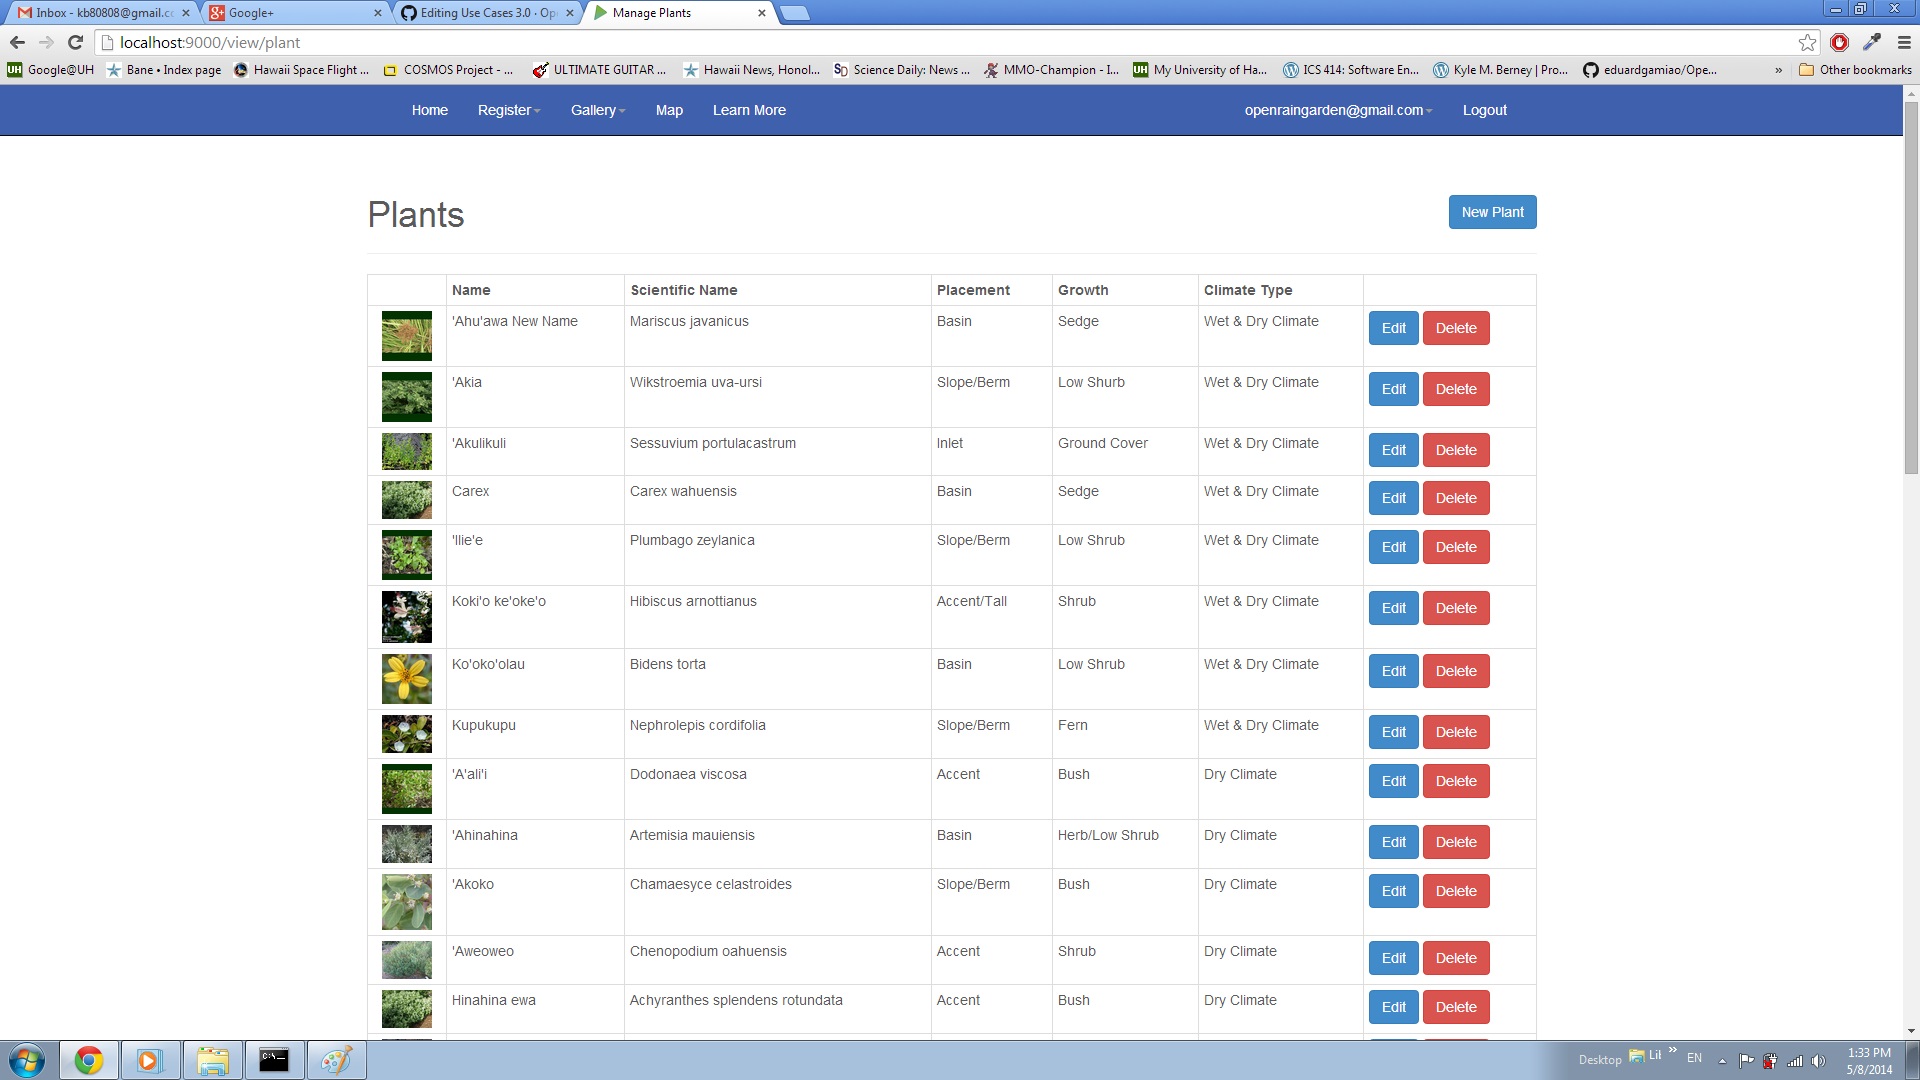 Inbox - kb80808@gmail.cc
Google+
Editing Use Cases 3.0 · Op
Manage Plants
localhost:9000/view/plant
Google@UH
Bane • Index page
Hawaii Space Flight ...
COSMOS Project - ...
ULTIMATE GUITAR ...
Hawaii News, Honol...
Science Daily: News ...
MMO-Champion - I...
My University of Ha...
ICS 414: Software En...
Kyle M. Berney | Pro...
eduardgamiao/Ope...
»
Other bookmarks
Home Register Gallery Map Learn More openraingarden@gmail.com Logout
Plants
New Plant
Name Scientific Name Placement Growth Climate Type
'Ahu'awa New Name Mariscus javanicus Basin Sedge Wet & Dry Climate Edit Delete
'Akia Wikstroemia uva-ursi Slope/Berm Low Shurb Wet & Dry Climate Edit Delete
'Akulikuli Sessuvium portulacastrum Inlet Ground Cover Wet & Dry Climate Edit Delete
Carex Carex wahuensis Basin Sedge Wet & Dry Climate Edit Delete
'Ilie'e Plumbago zeylanica Slope/Berm Low Shrub Wet & Dry Climate Edit Delete
Koki'o ke'oke'o Hibiscus arnottianus Accent/Tall Shrub Wet & Dry Climate Edit Delete
Ko'oko'olau Bidens torta Basin Low Shrub Wet & Dry Climate Edit Delete
Kupukupu Nephrolepis cordifolia Slope/Berm Fern Wet & Dry Climate Edit Delete
'A'ali'i Dodonaea viscosa Accent Bush Dry Climate Edit Delete
'Ahinahina Artemisia mauiensis Basin Herb/Low Shrub Dry Climate Edit Delete
'Akoko Chamaesyce celastroides Slope/Berm Bush Dry Climate Edit Delete
'Aweoweo Chenopodium oahuensis Accent Shrub Dry Climate Edit Delete
Hinahina ewa Achyranthes splendens rotundata Accent Bush Dry Climate Edit Delete
Desktop Lil » EN
1:33 PM
5/8/2014